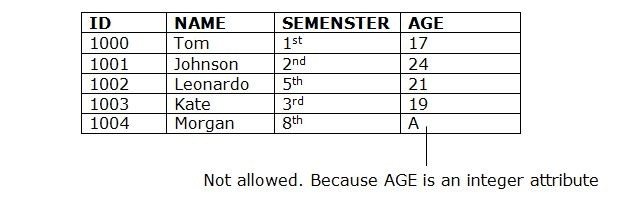 ID NAME SEMENSTER AGE
1000 Tom 1st 17
1001 Johnson 2nd 24
1002 Leonardo 5th 21
1003 Kate 3rd 19
1004 Morgan 8th A
Not allowed. Because AGE is an integer attribute